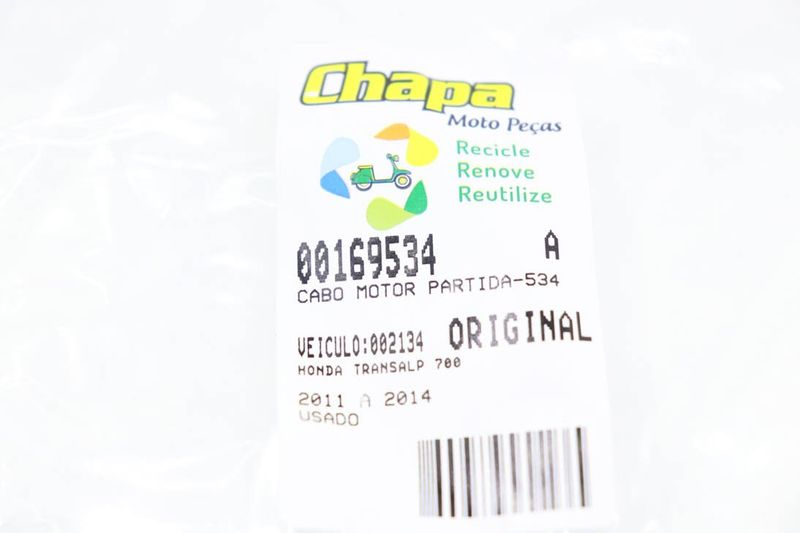 Chapa
Moto Peças
Recicle
Renove
Reutilize
00169534 A
CABO MOTOR PARTIDA-534
VEICULO:002134 ORIGINAL
HONDA TRANSALP 700
2011 A 2014
USADO